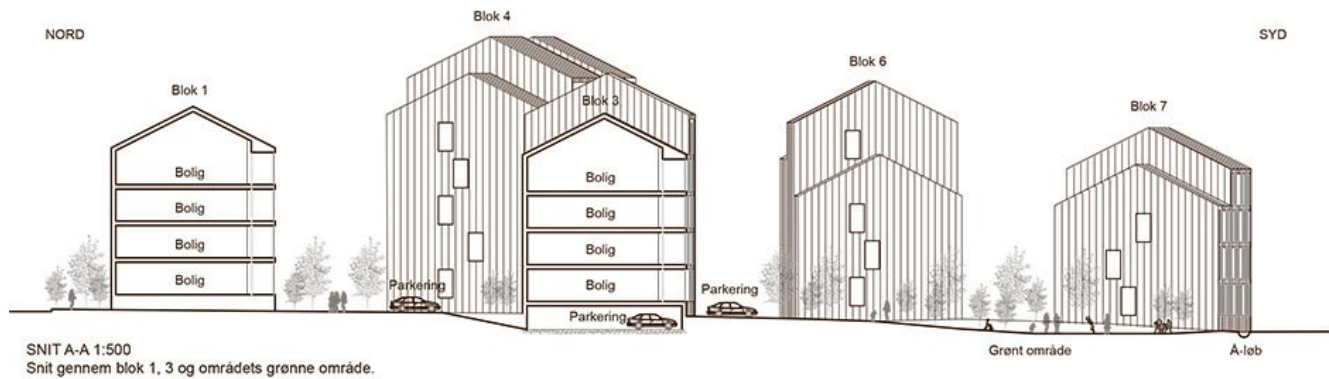 NORD
Blok 4
SYD
Blok 1
Blok 3
Blok 6
Blok 7
Bolig
Bolig
Bolig
Bolig
Bolig
Bolig
Bolig
Bolig
Parkering
Parkering
Parkering
SNIT A-A 1:500
Snit gennem blok 1, 3 og områdets grønne område.
Grønt område
Å-løb